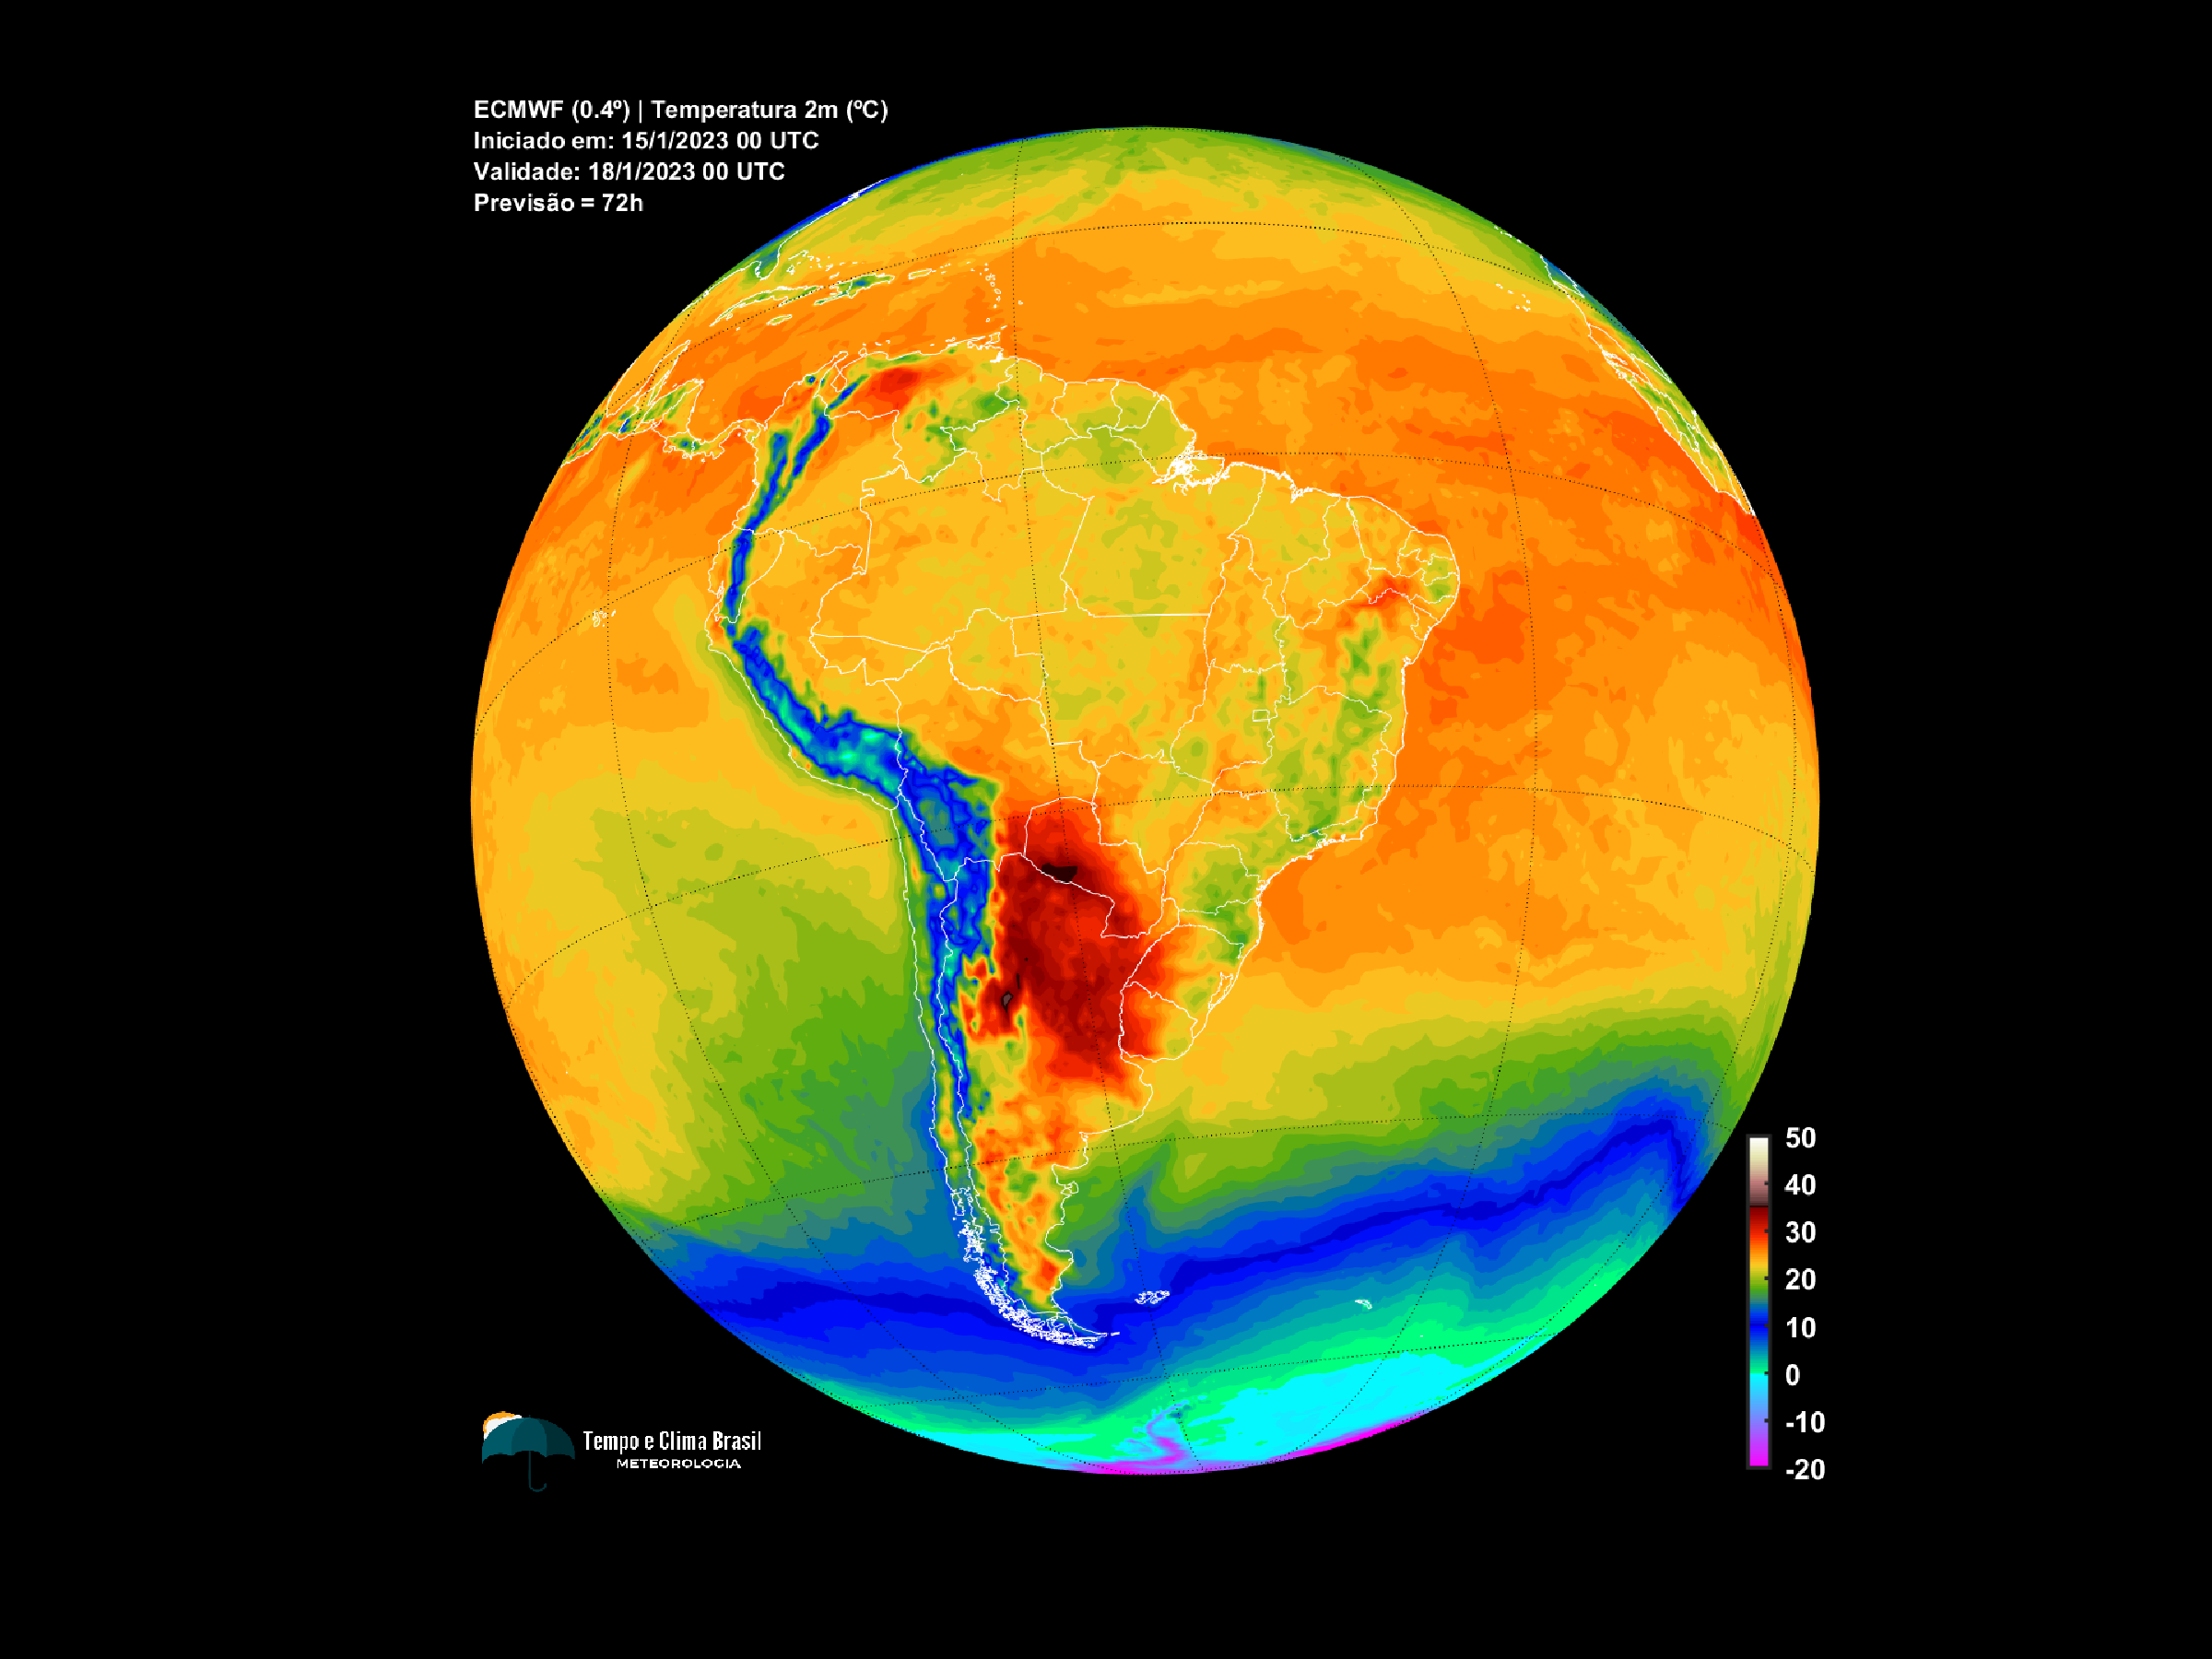 ECMWF (0.4º) | Temperatura 2m (ºC)
Iniciado em: 15/1/2023 00 UTC
Validade: 18/1/2023 00 UTC
Previsão = 72h
50
40
30
20
10
0
-10
-20
Tempo e Clima Brasil
METEOROLOGIA